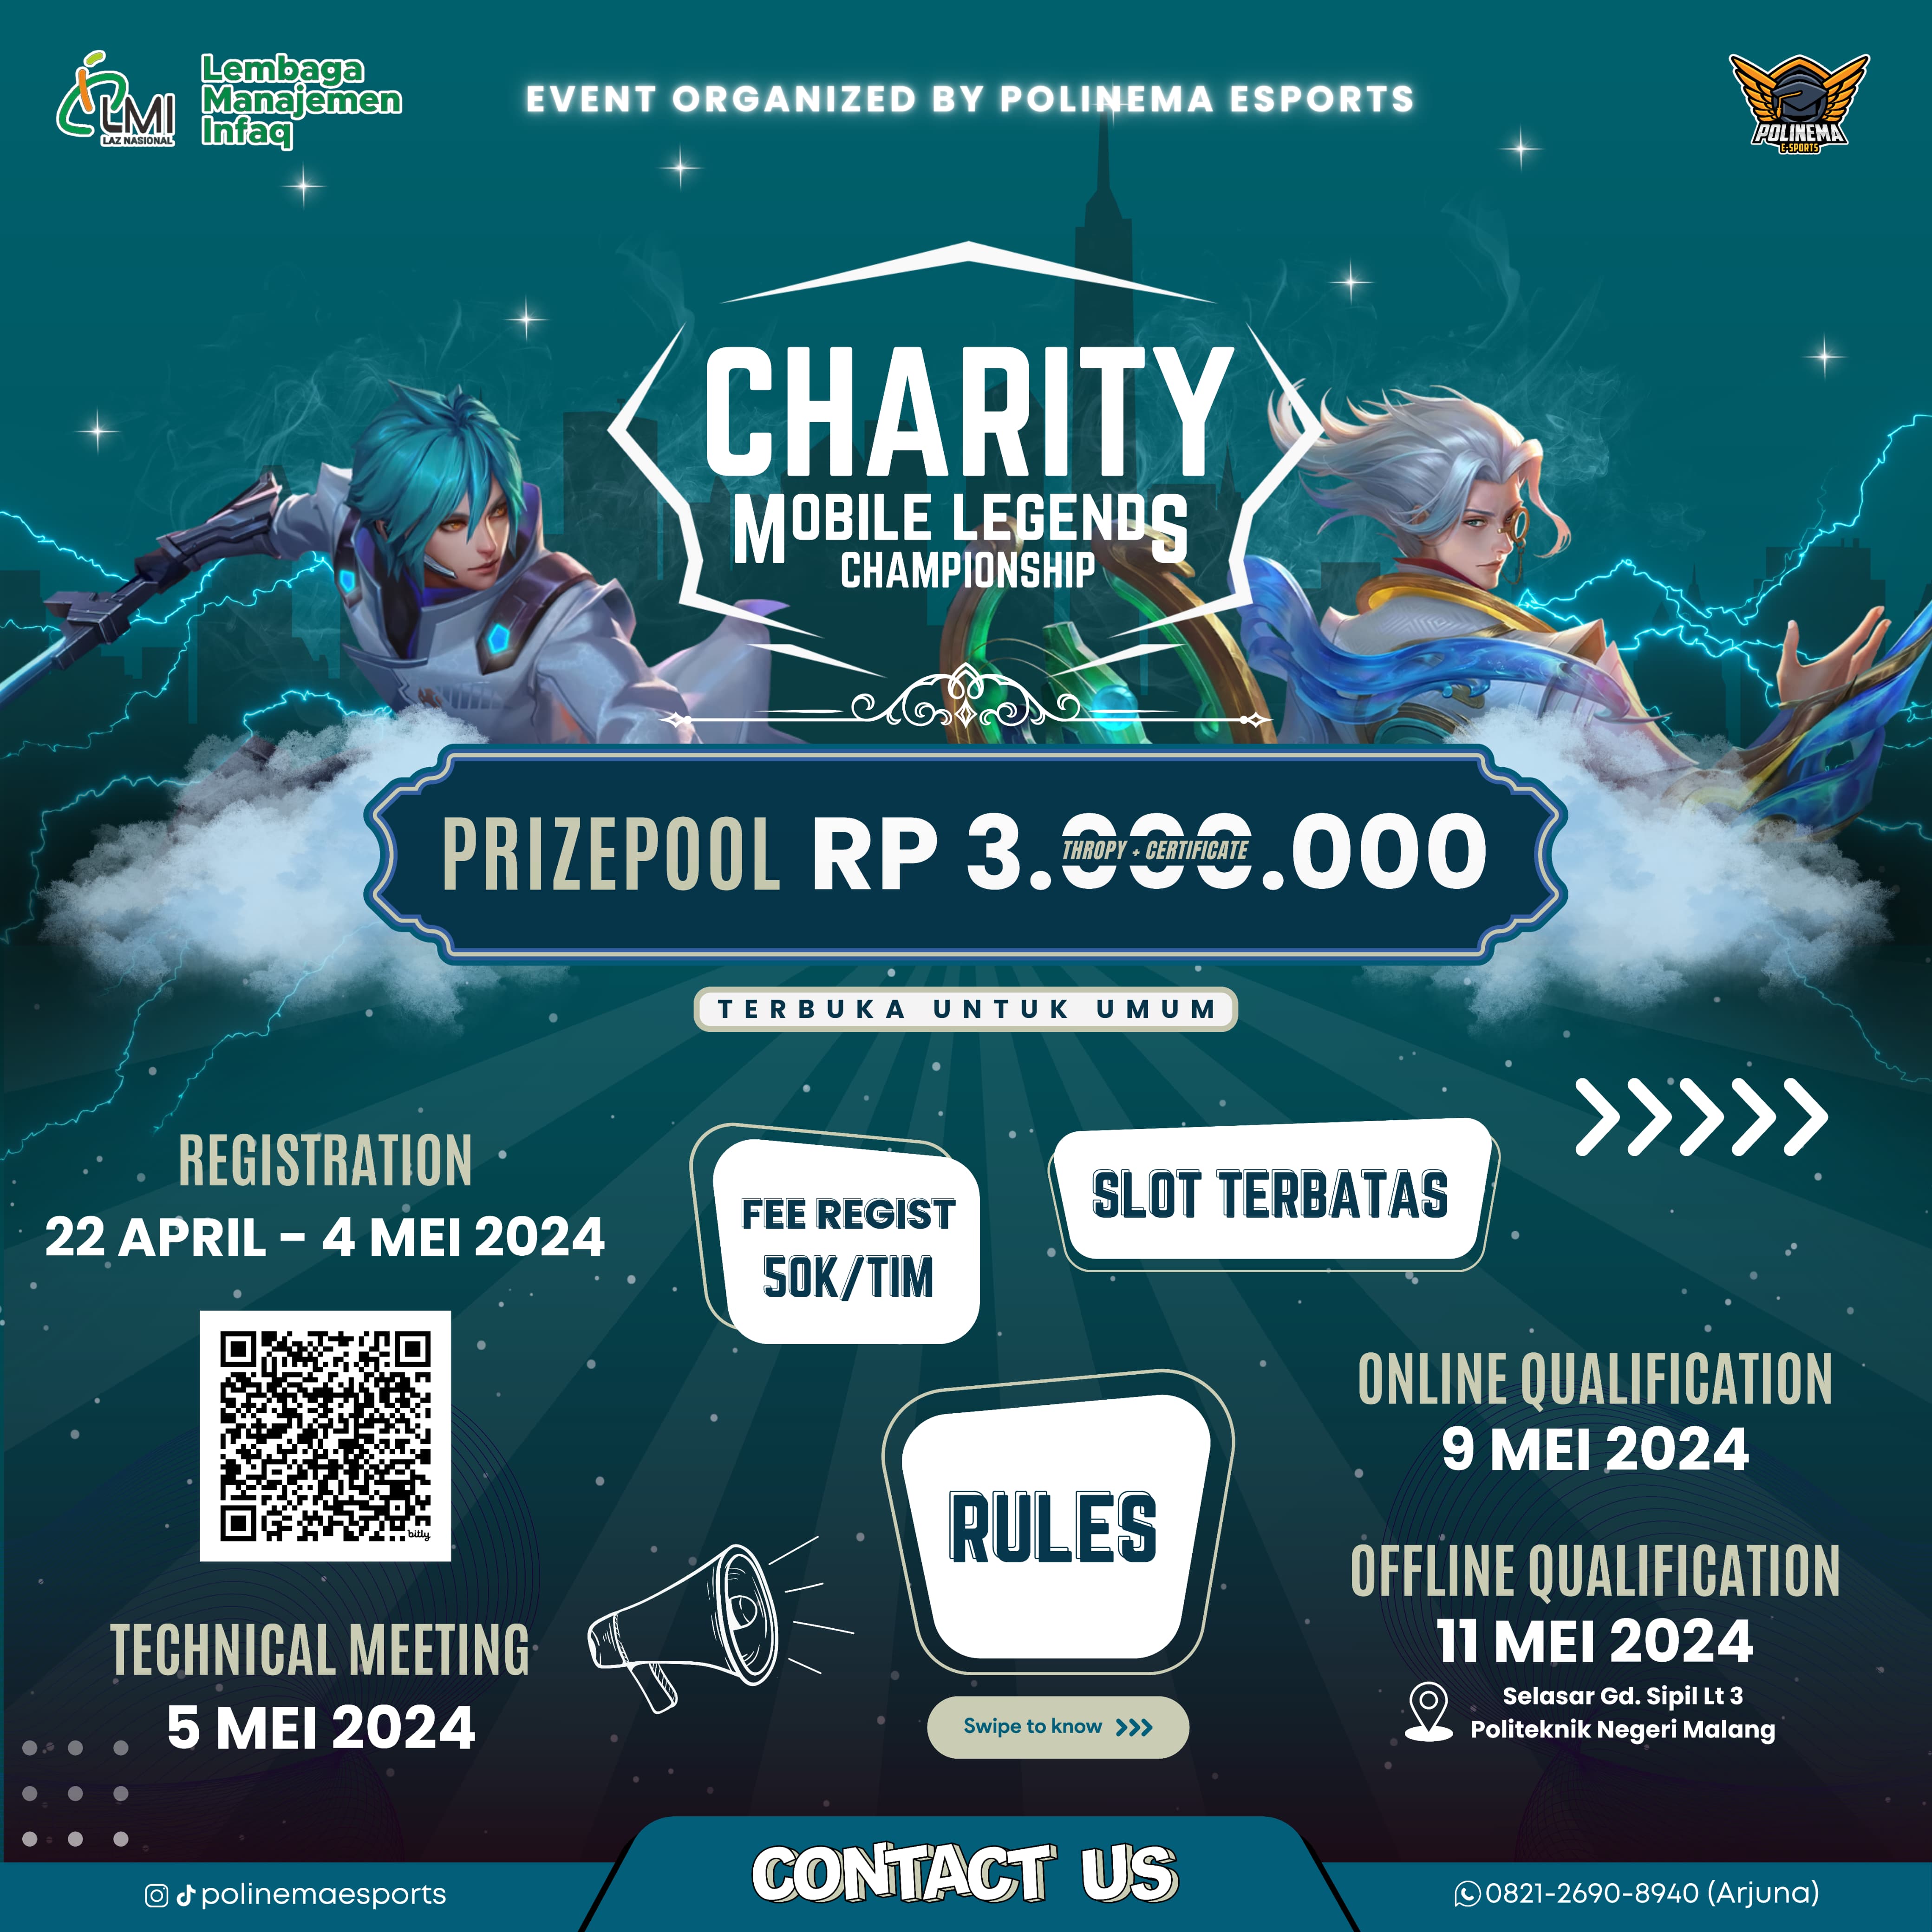 LMI
LAZ NASIONAL
Lembaga
Manajemen
Infaq
EVENT ORGANIZED BY POLINEMA ESPORTS
POLINEMA
E-SPORTS
CHARITY
MOBILE LEGENDS
CHAMPIONSHIP
PRIZEPOOL RP 3.000.000
THROPY + CERTIFICATE
TERBUKA UNTUK UMUM
REGISTRATION
22 APRIL - 4 MEI 2024
FEE REGIST
50K/TIM
SLOT TERBATAS
bitly
TECHNICAL MEETING
5 MEI 2024
RULES
Swipe to know
ONLINE QUALIFICATION
9 MEI 2024
OFFLINE QUALIFICATION
11 MEI 2024
Selasar Gd. Sipil Lt 3
Politeknik Negeri Malang
CONTACT US
polinemaesports
0821-2690-8940 (Arjuna)